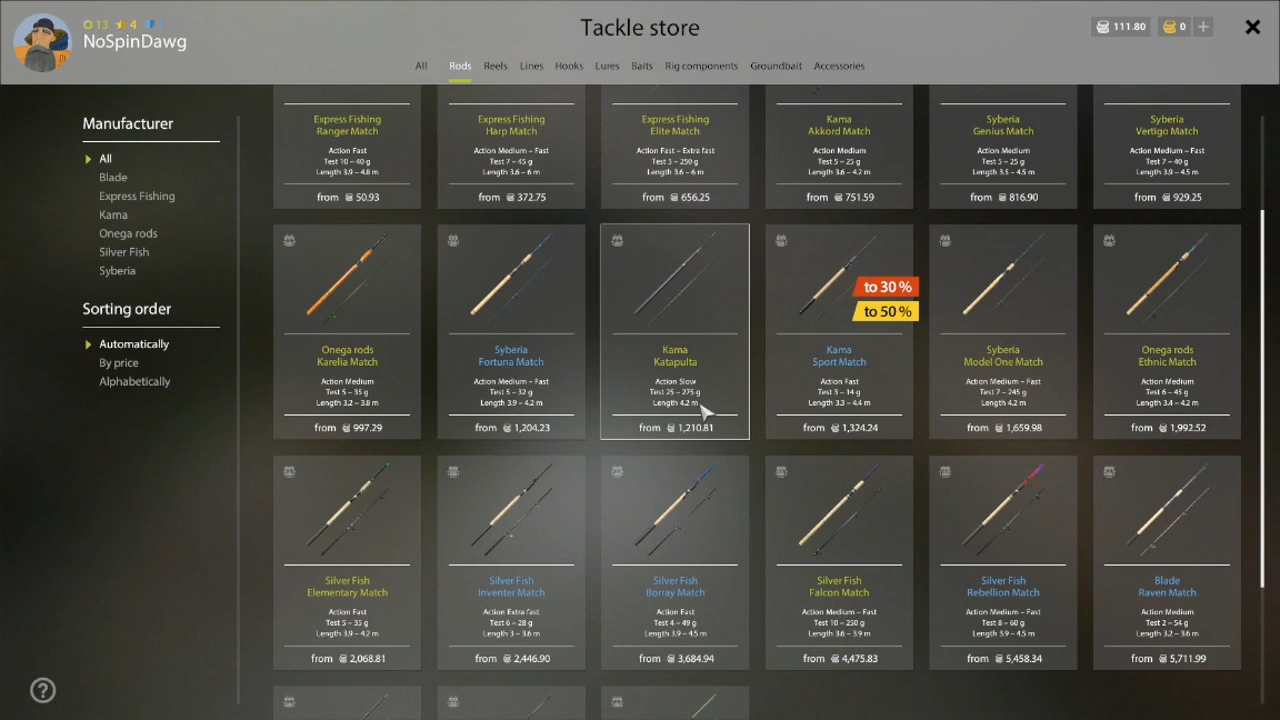 13 4 1
NoSpinDawg
Tackle store
111.80 0 +
All Rods Reels Lines Hooks Lures Baits Rig components Groundbait Accessories
Manufacturer
All
Blade
Express Fishing
Kama
Onega rods
Silver Fish
Syberia
Sorting order
Automatically
By price
Alphabetically
Express Fishing
Ranger Match
Action Fast
Test 10 – 40 g
Length 3.9 – 4.8 m
from 50.93
Express Fishing
Harp Match
Action Medium – Fast
Test 7 – 45 g
Length 3.6 – 6 m
from 372.75
Express Fishing
Elite Match
Action Fast – Extra fast
Test 5 – 250 g
Length 3.6 – 6 m
from 656.25
Kama
Akkord Match
Action Medium
Test 5 – 25 g
Length 3.6 – 4.2 m
from 751.59
Syberia
Genius Match
Action Medium
Test 5 – 25 g
Length 3.5 – 4.5 m
from 816.90
Syberia
Vertigo Match
Action Medium – Fast
Test 7 – 40 g
Length 3.9 – 4.5 m
from 929.25
Onega rods
Karelia Match
Action Medium
Test 5 – 35 g
Length 3.2 – 3.8 m
from 997.29
Syberia
Fortuna Match
Action Medium – Fast
Test 5 – 32 g
Length 3.9 – 4.2 m
from 1,204.23
Kama
Katapulta
Action Slow
Test 25 – 275 g
Length 4.2 m
from 1,210.81
to 30 %
to 50 %
Kama
Sport Match
Action Fast
Test 3 – 14 g
Length 3.3 – 4.4 m
from 1,324.24
Syberia
Model One Match
Action Medium – Fast
Test 7 – 245 g
Length 4.2 m
from 1,659.98
Onega rods
Ethnic Match
Action Medium
Test 6 – 45 g
Length 3.4 – 4.2 m
from 1,992.52
Silver Fish
Elementary Match
Action Fast
Test 5 – 35 g
Length 3.9 – 4.2 m
from 2,068.81
Silver Fish
Inventer Match
Action Extra fast
Test 6 – 28 g
Length 3 – 3.6 m
from 2,446.90
Silver Fish
Borray Match
Action Fast
Test 4 – 49 g
Length 3.9 – 4.5 m
from 3,684.94
Silver Fish
Falcon Match
Action Medium – Fast
Test 10 – 250 g
Length 3.6 – 3.9 m
from 4,475.83
Silver Fish
Rebellion Match
Action Medium – Fast
Test 8 – 60 g
Length 3.9 – 4.5 m
from 5,458.34
Blade
Raven Match
Action Medium
Test 2 – 54 g
Length 3.2 – 3.6 m
from 5,711.99
?